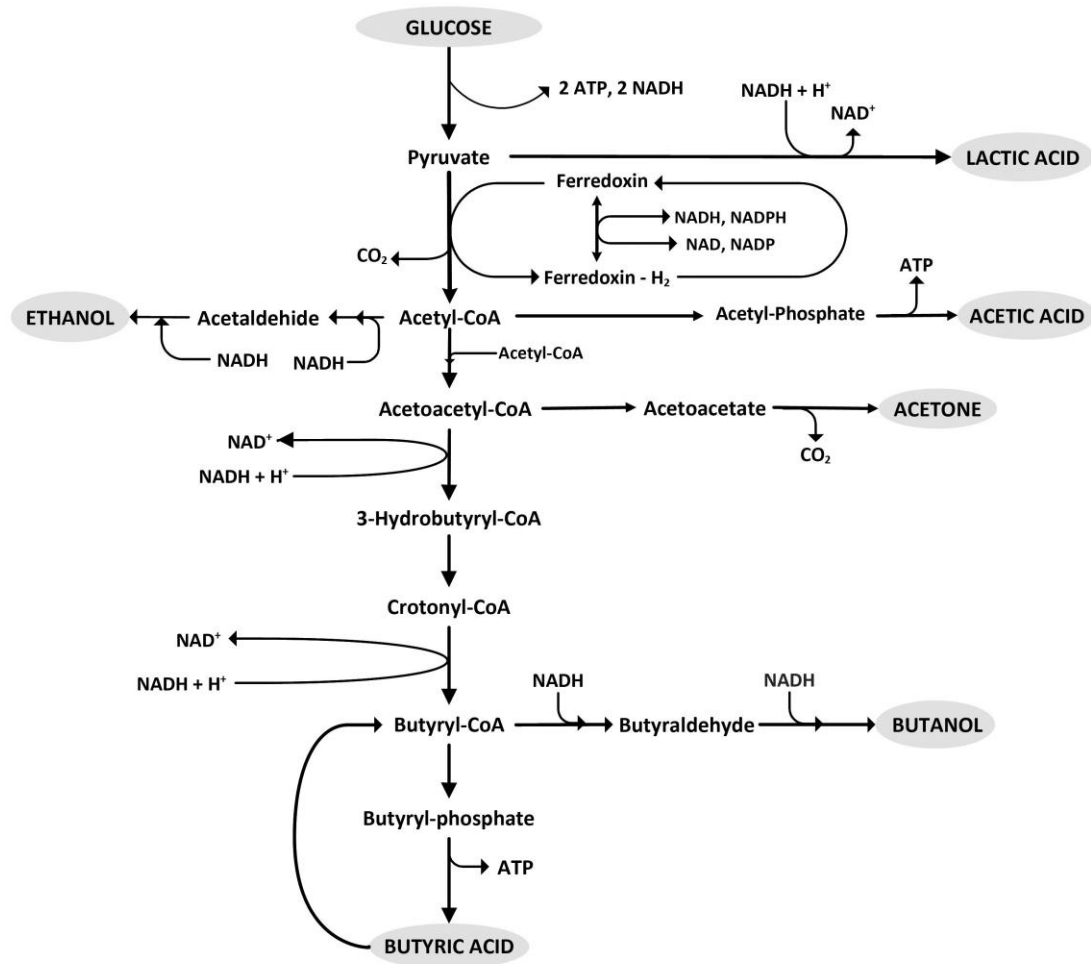 GLUCOSE
2 ATP, 2 NADH
NADH + H⁺
NAD⁺
Pyruvate
LACTIC ACID
Ferredoxin
NADH, NADPH
NAD, NADP
CO₂
Ferredoxin - H₂
ATP
ETHANOL
Acetaldehide
Acetyl-CoA
Acetyl-Phosphate
ACETIC ACID
NADH
NADH
Acetyl-CoA
Acetoacetyl-CoA
Acetoacetate
ACETONE
NAD⁺
CO₂
NADH + H⁺
3-Hydrobutyryl-CoA
Crotonyl-CoA
NAD⁺
NADH + H⁺
NADH
NADH
Butyryl-CoA
Butyraldehyde
BUTANOL
Butyryl-phosphate
ATP
BUTYRIC ACID